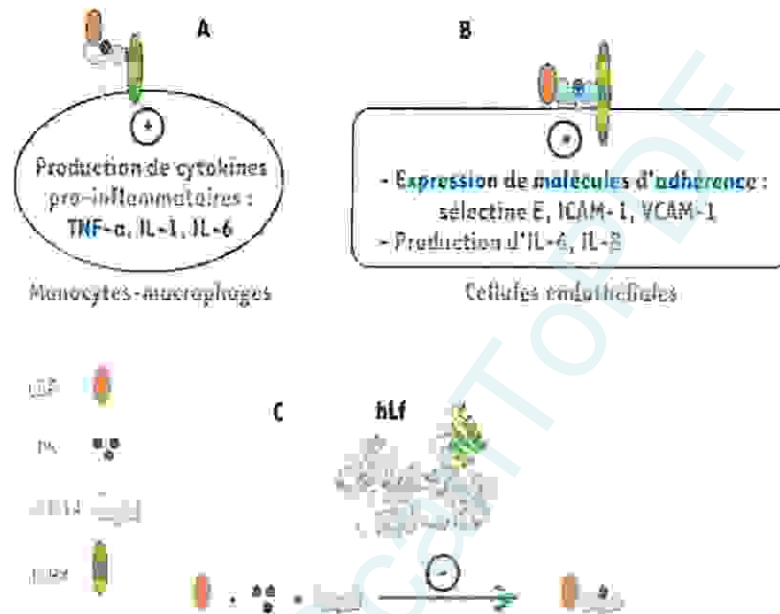 A
B
Production de cytokines
pro-inflammatoires :
TNF-α, IL-1, IL-6
Monocytes-macrophages
- Expression de molécules d'adhérence :
sélectine E, ICAM-1, VCAM-1
- Production d'IL-6, IL-8
Cellules endothéliales
C
hLf